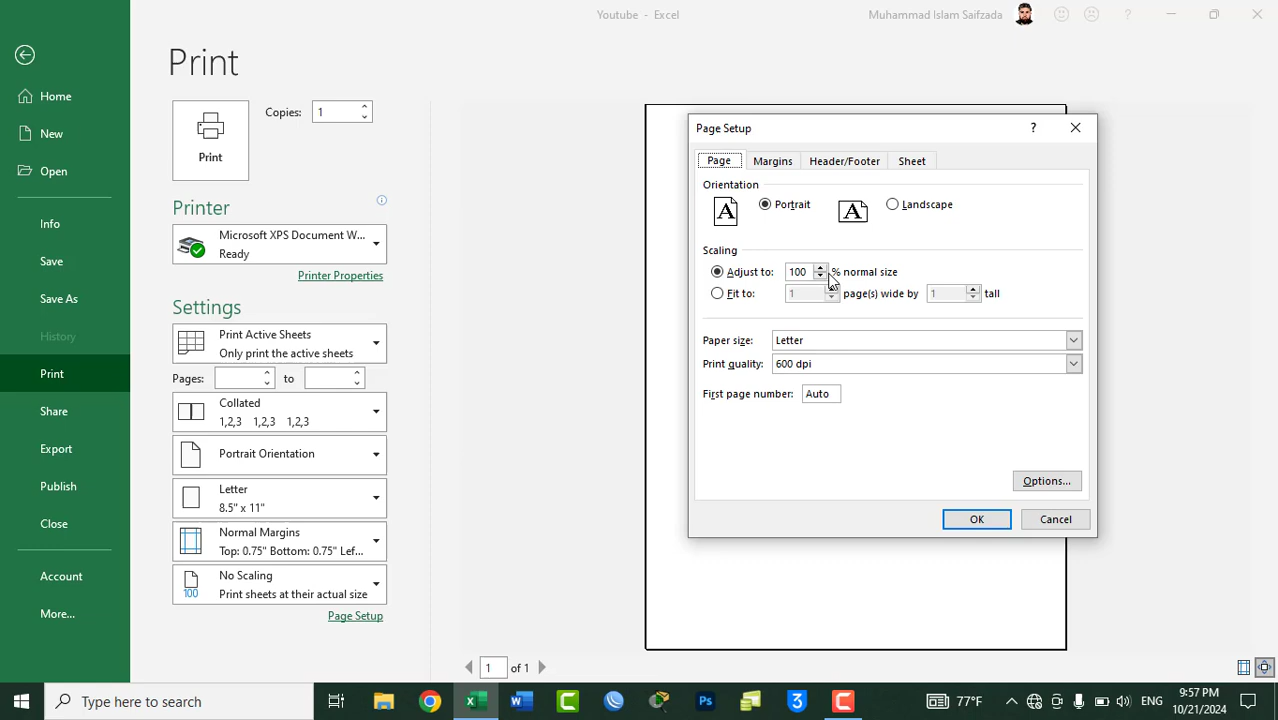 Youtube - Excel
Muhammad Islam Saifzada
?
Print
Home
New
Open
Info
Save
Save As
History
Print
Share
Export
Publish
Close
Account
More...
Print
Copies: 1
Printer
Microsoft XPS Document W...
Ready
Printer Properties
Settings
Print Active Sheets
Only print the active sheets
Pages: to
Collated
1,2,3 1,2,3 1,2,3
Portrait Orientation
Letter
8.5" x 11"
Normal Margins
Top: 0.75" Bottom: 0.75" Lef...
No Scaling
100 Print sheets at their actual size
Page Setup
1 of 1
Page Setup
?
Page Margins Header/Footer Sheet
Orientation
A Portrait A Landscape
Scaling
Adjust to: 100 % normal size
Fit to: 1 page(s) wide by 1 tall
Paper size: Letter
Print quality: 600 dpi
First page number: Auto
Options...
OK Cancel
Type here to search
77°F
ENG
9:57 PM
10/21/2024